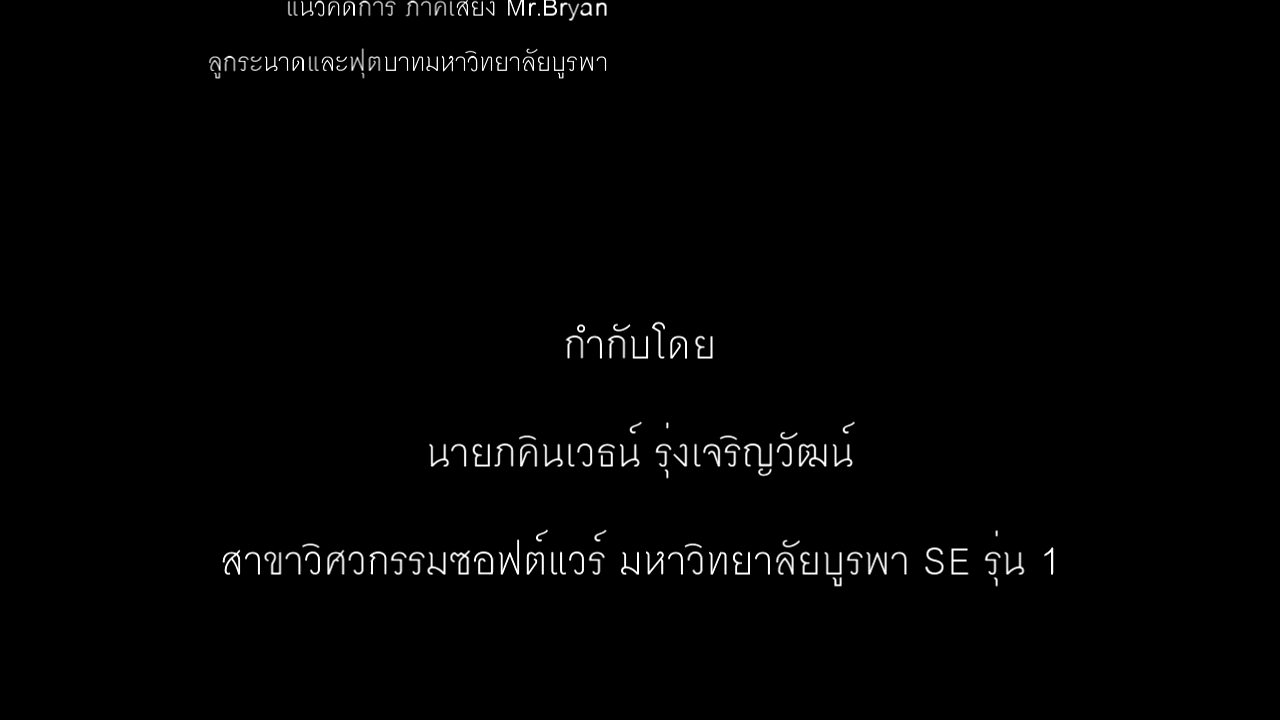 แนวคิดการ ภาคเสียง Mr.Bryan
ลูกระนาดและฟุตบาทมหาวิทยาลัยบูรพา
กำกับโดย
นายภคินเวธน์ รุ่งเจริญวัฒน์
สาขาวิศวกรรมซอฟต์แวร์ มหาวิทยาลัยบูรพา SE รุ่น 1